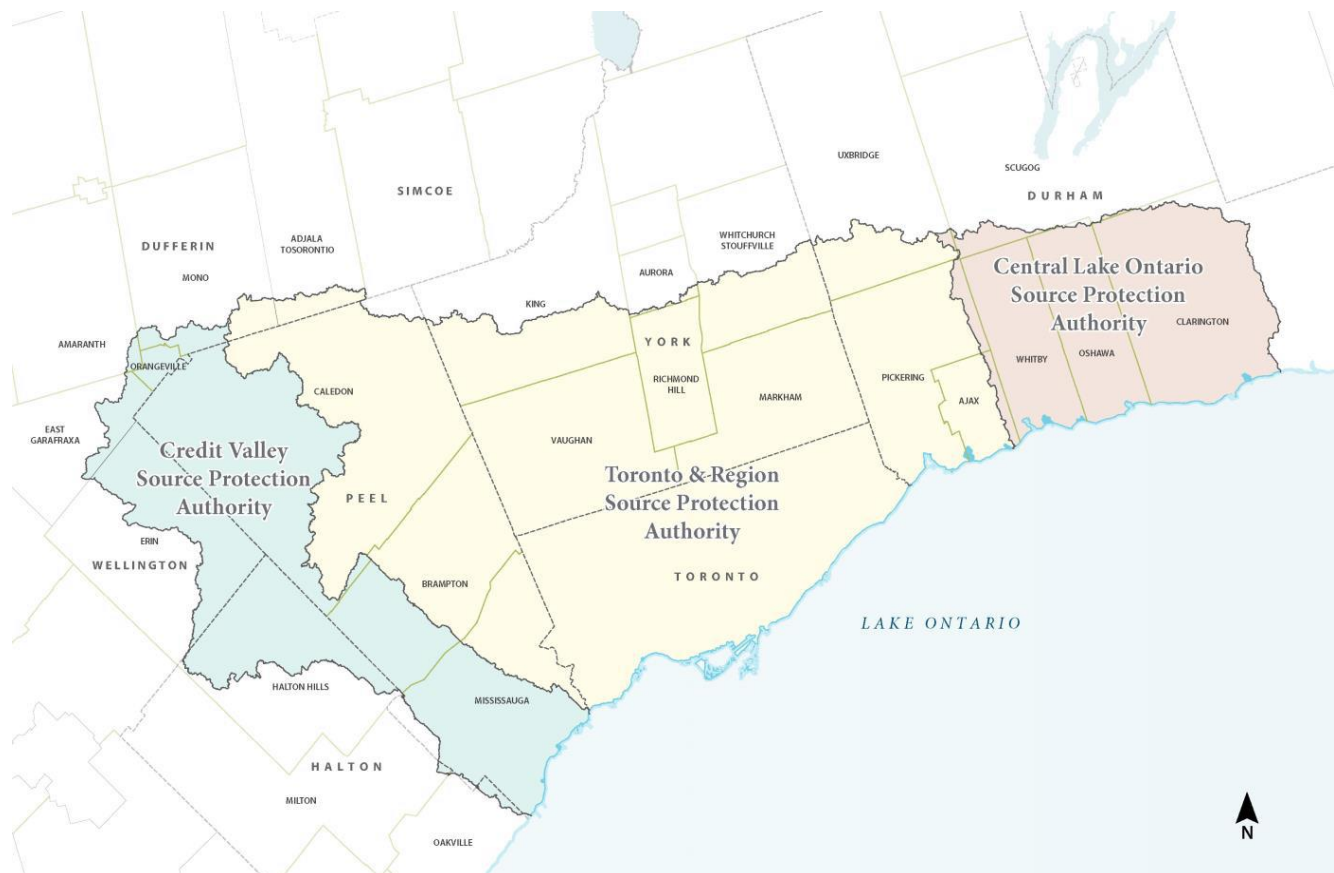 UXBRIDGE
SCUGOG
DURHAM
SIMCOE
ADJALA
TOSORONTIO
DUFFERIN
MONO
WHITCHURCH
STOUFFVILLE
AURORA
KING
Central Lake Ontario
Source Protection
Authority
CLARINGTON
OSHAWA
WHITBY
AMARANTH
ORANGEVILLE
YORK
RICHMOND
HILL
MARKHAM
PICKERING
AJAX
CALEDON
EAST
GARAFRAXA
VAUGHAN
Credit Valley
Source Protection
Authority
Toronto & Region
Source Protection
Authority
PEEL
ERIN
WELLINGTON
BRAMPTON
TORONTO
LAKE ONTARIO
HALTON HILLS
MISSISSAUGA
HALTON
MILTON
OAKVILLE
N